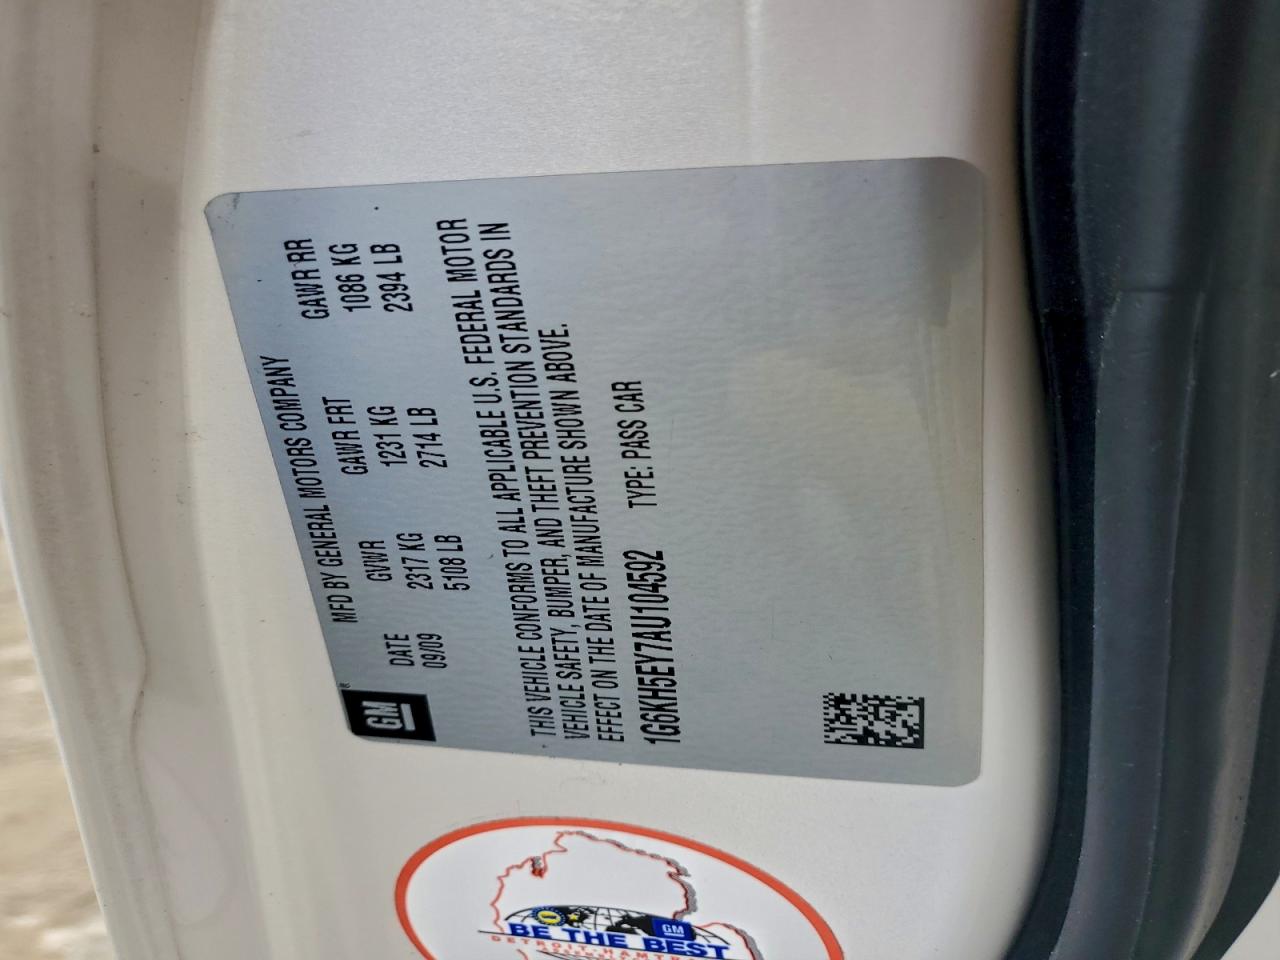 GM
MFD BY GENERAL MOTORS COMPANY
DATE GVWR GAWR FRT GAWR RR
09/09 2317 KG 1231 KG 1086 KG
5108 LB 2714 LB 2394 LB
THIS VEHICLE CONFORMS TO ALL APPLICABLE U.S. FEDERAL MOTOR
VEHICLE SAFETY, BUMPER, AND THEFT PREVENTION STANDARDS IN
EFFECT ON THE DATE OF MANUFACTURE SHOWN ABOVE.
1G6KH5EY7AU104592 TYPE: PASS CAR
GM
BE THE BEST